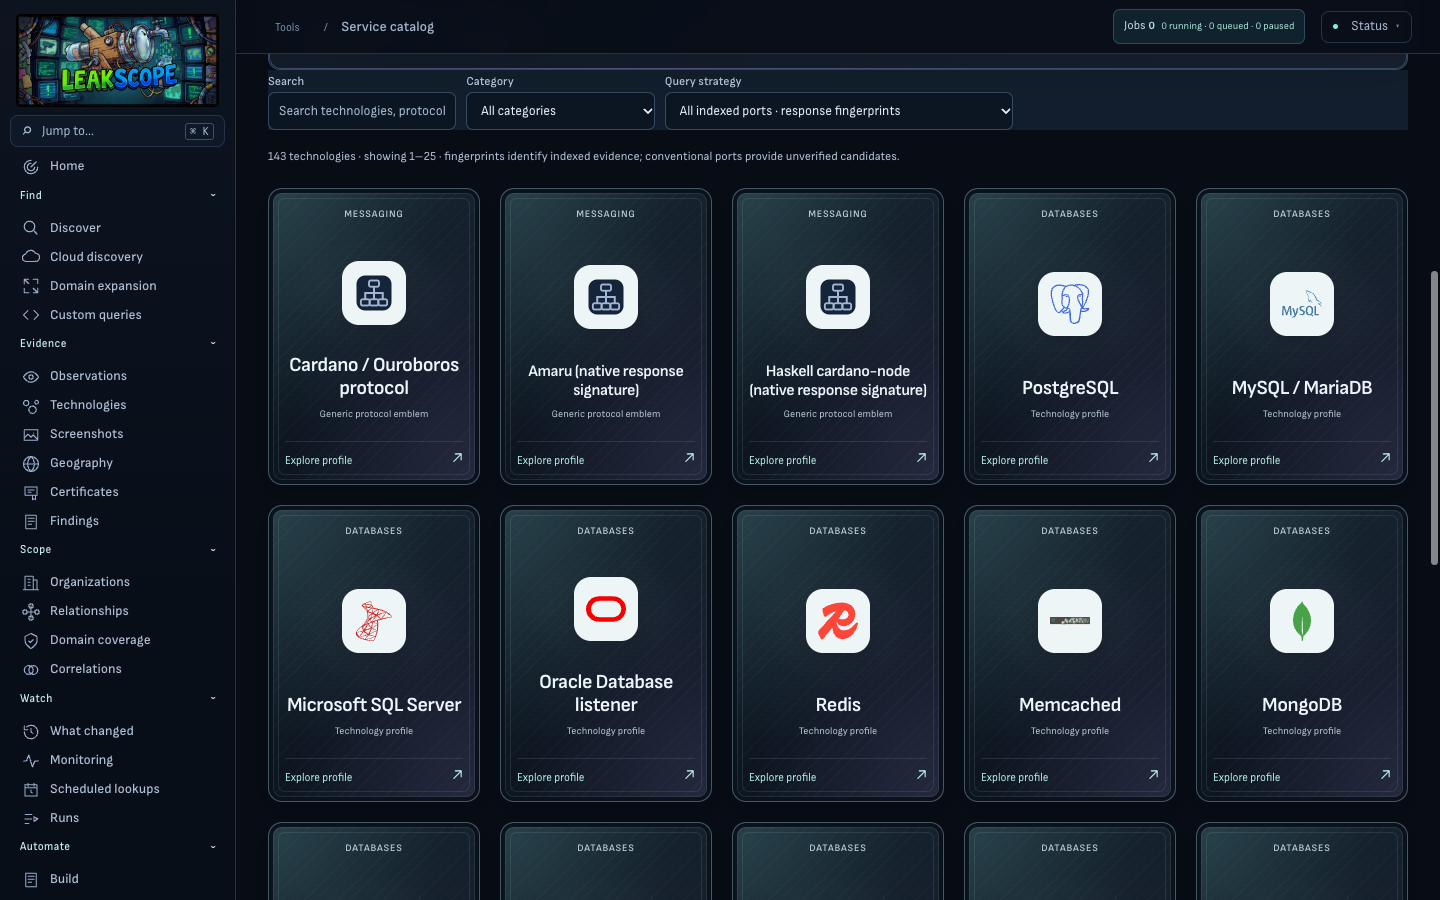 LEAKSCOPE
Jump to...
⌘ K
Home
Find
Discover
Cloud discovery
Domain expansion
Custom queries
Evidence
Observations
Technologies
Screenshots
Geography
Certificates
Findings
Scope
Organizations
Relationships
Domain coverage
Correlations
Watch
What changed
Monitoring
Scheduled lookups
Runs
Automate
Build
Tools / Service catalog
Jobs 0 0 running · 0 queued · 0 paused
Status
Search
Category
Query strategy
Search technologies, protocol
All categories
All indexed ports · response fingerprints
143 technologies · showing 1–25 · fingerprints identify indexed evidence; conventional ports provide unverified candidates.
MESSAGING
Cardano / Ouroboros
protocol
Generic protocol emblem
Explore profile
MESSAGING
Amaru (native response
signature)
Generic protocol emblem
Explore profile
MESSAGING
Haskell cardano-node
(native response signature)
Generic protocol emblem
Explore profile
DATABASES
PostgreSQL
Technology profile
Explore profile
DATABASES
MySQL
MySQL / MariaDB
Technology profile
Explore profile
DATABASES
Microsoft SQL Server
Technology profile
Explore profile
DATABASES
Oracle Database
listener
Technology profile
Explore profile
DATABASES
Redis
Technology profile
Explore profile
DATABASES
Memcached
Technology profile
Explore profile
DATABASES
MongoDB
Technology profile
Explore profile
DATABASES
DATABASES
DATABASES
DATABASES
DATABASES